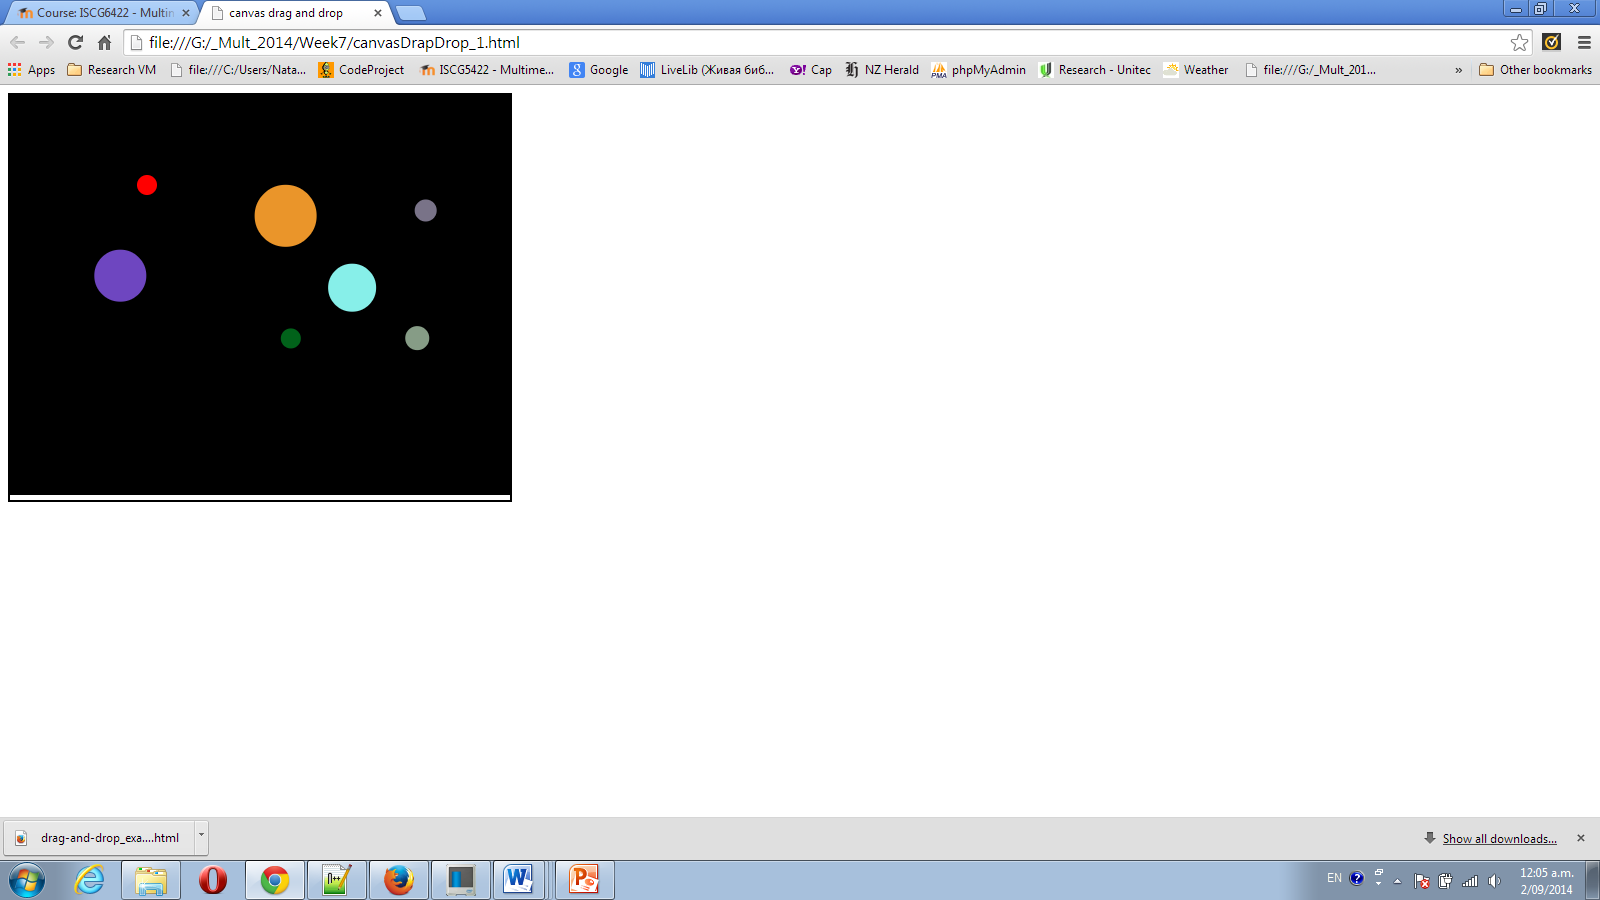 Course: ISCG6422 - Multin
canvas drag and drop
file:///G:/_Mult_2014/Week7/canvasDrapDrop_1.html
Apps Research VM file:///C:/Users/Nata... CodeProject ISCG5422 - Multime... Google LiveLib (Живая биб... Cap NZ Herald phpMyAdmin Research - Unitec Weather file:///G:/_Mult_201... » Other bookmarks
drag-and-drop_exa....html
Show all downloads...
EN
12:05 a.m.
2/09/2014